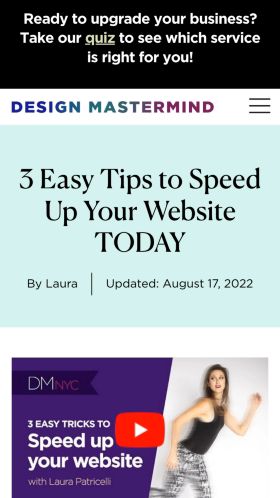 Ready to upgrade your business?
Take our quiz to see which service
is right for you!
DESIGN MASTERMIND
3 Easy Tips to Speed
Up Your Website
TODAY
By Laura
Updated: August 17, 2022
DMNYC
3 EASY TRICKS TO
Speed up
your website
with Laura Patricelli